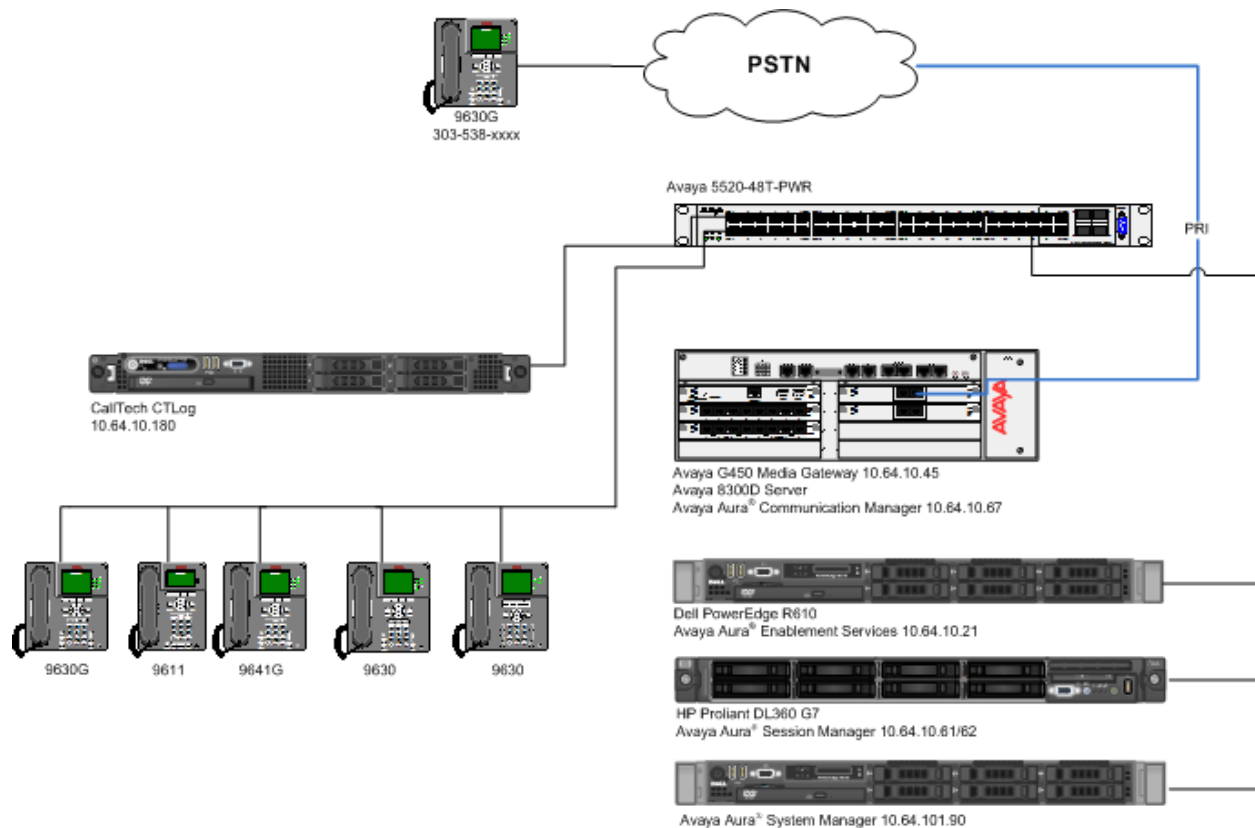 PSTN
9630G
303-538-xxxx
Avaya 5520-48T-PWR
PRI
CallTech CTLog
10.64.10.180
AVAYA
Avaya G450 Media Gateway 10.64.10.45
Avaya 8300D Server
Avaya Aura® Communication Manager 10.64.10.67
9630G
9611
9641G
9630
9630
Dell PowerEdge R610
Avaya Aura® Enablement Services 10.64.10.21
HP Proliant DL360 G7
Avaya Aura® Session Manager 10.64.10.61/62
Avaya Aura® System Manager 10.64.101.90